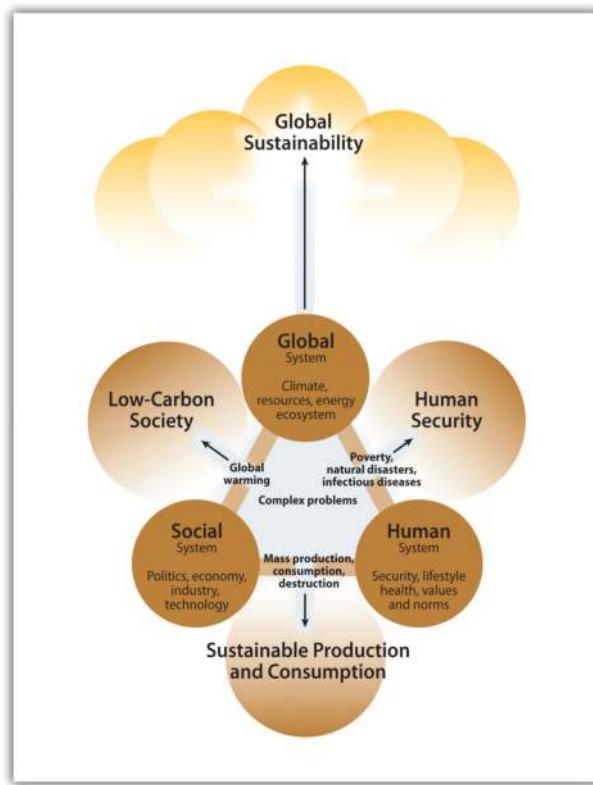 Global
Sustainability
Global
System
Climate,
resources, energy
ecosystem
Low-Carbon
Society
Human
Security
Global
warming
Poverty,
natural disasters,
infectious diseases
Complex problems
Social
System
Politics, economy,
industry,
technology
Mass production,
consumption,
destruction
Human
System
Security, lifestyle
health, values
and norms
Sustainable Production
and Consumption